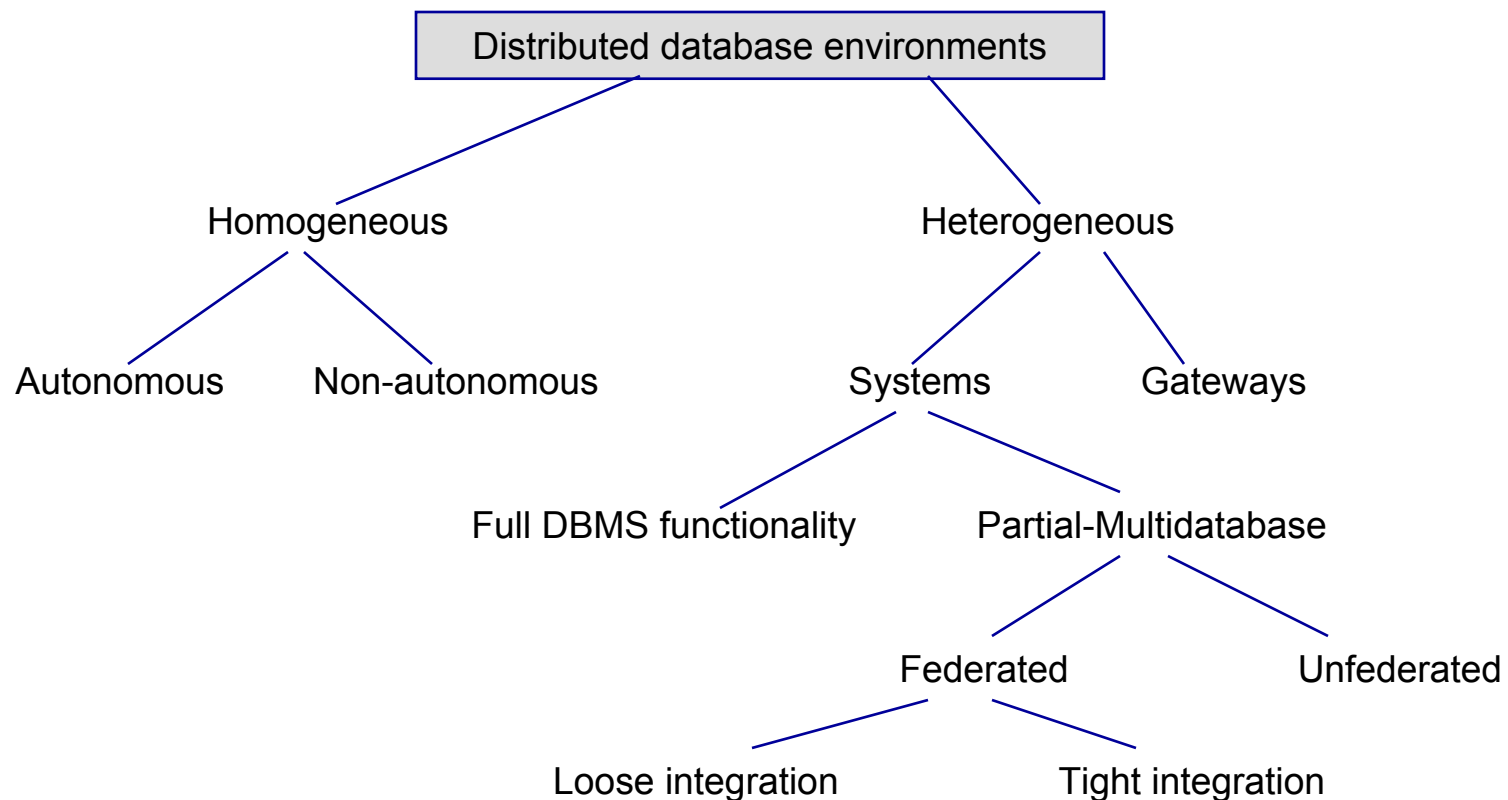 Distributed database environments
Homogeneous
Heterogeneous
Autonomous
Non-autonomous
Systems
Gateways
Full DBMS functionality
Partial-Multidatabase
Federated
Unfederated
Loose integration
Tight integration